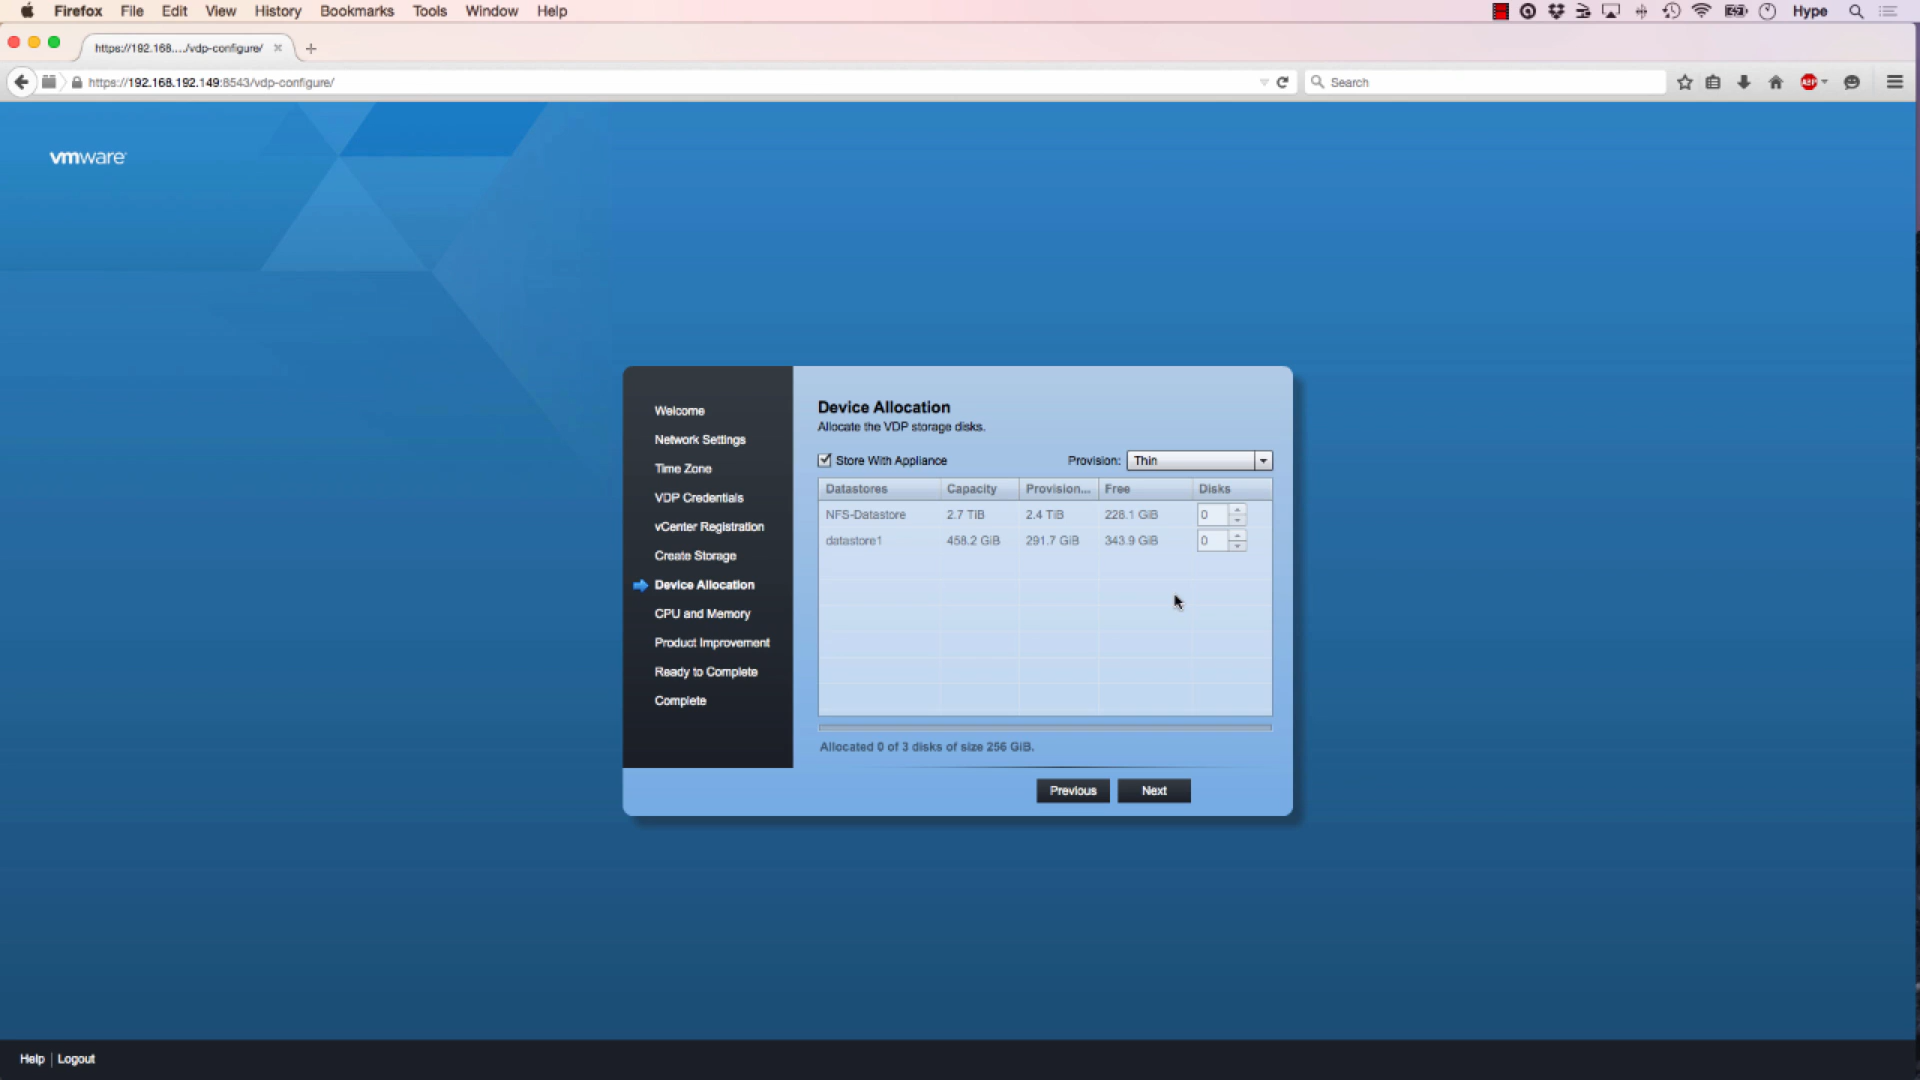 Firefox File Edit View History Bookmarks Tools Window Help Hype
https://192.168..../vdp-configure/
https://192.168.192.149:8543/vdp-configure/ Search ABP
vmware
Welcome
Network Settings
Time Zone
VDP Credentials
vCenter Registration
Create Storage
Device Allocation
CPU and Memory
Product Improvement
Ready to Complete
Complete
Device Allocation
Allocate the VDP storage disks.
Store With Appliance Provision: Thin
Datastores Capacity Provision... Free Disks
NFS-Datastore 2.7 TiB 2.4 TiB 228.1 GiB 0
datastore1 458.2 GiB 291.7 GiB 343.9 GiB 0
Allocated 0 of 3 disks of size 256 GiB.
Previous Next
Help | Logout